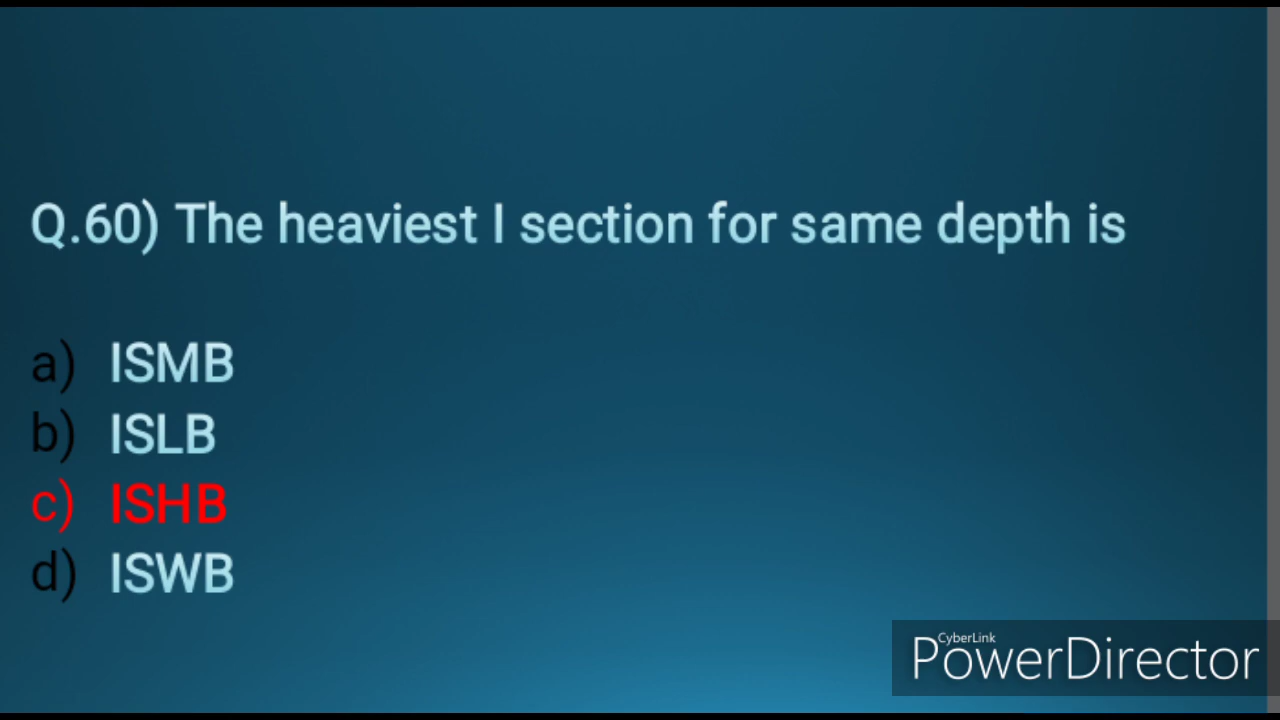 Q.60) The heaviest I section for same depth is
a) ISMB
b) ISLB
c) ISHB
d) ISWB
CyberLink
PowerDirector